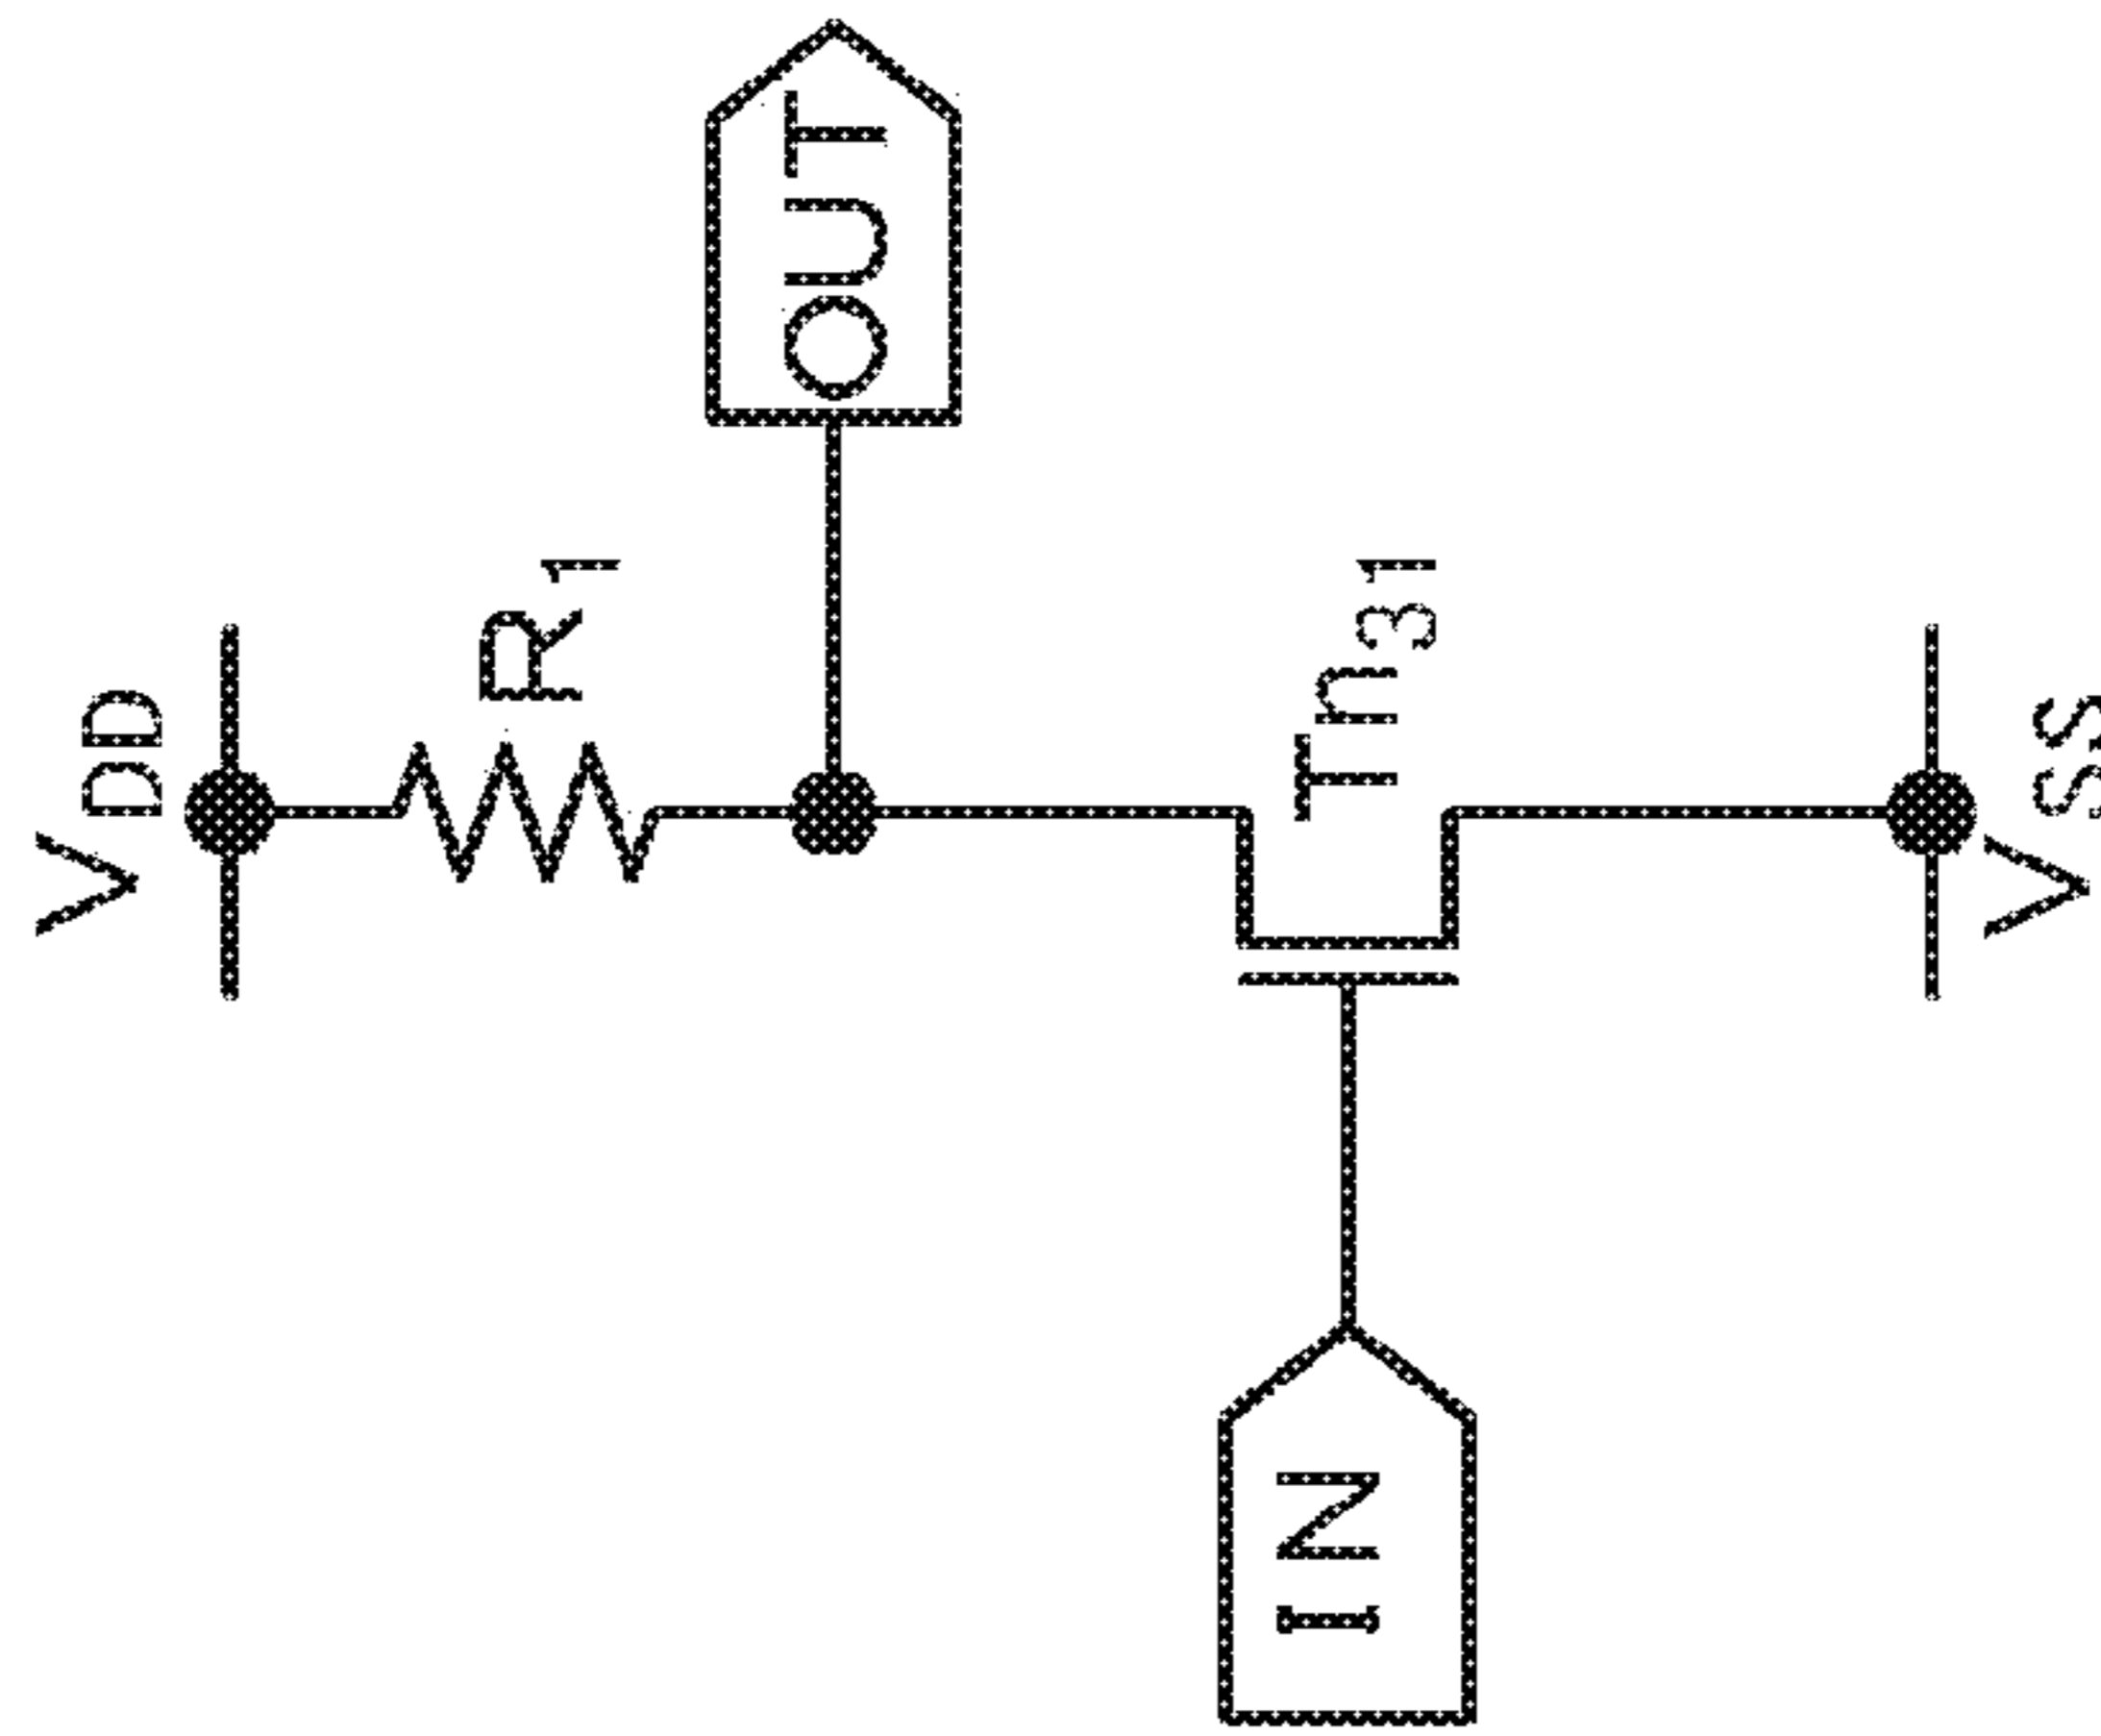 VDD
R1
OUT
Tn31
IN
VSS